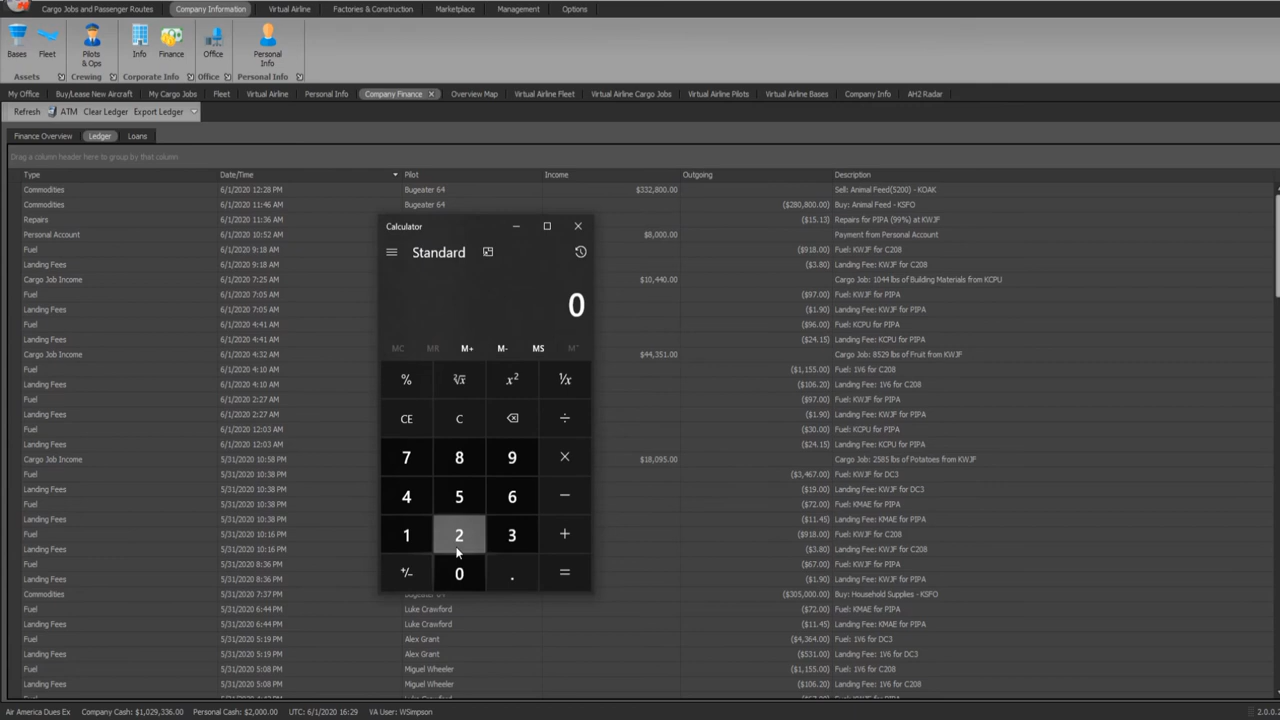 Cargo Jobs and Passenger Routes Company Information Virtual Airline Factories & Construction Marketplace Management Options
Bases Fleet Pilots & Ops Info Finance Office Personal Info
Assets Crewing Corporate Info Office Personal Info
My Office Buy/Lease New Aircraft My Cargo Jobs Fleet Virtual Airline Personal Info Company Finance × Overview Map Virtual Airline Fleet Virtual Airline Cargo Jobs Virtual Airline Pilots Virtual Airline Bases Company Info AH2 Radar
Refresh ATM Clear Ledger Export Ledger
Finance Overview Ledger Loans
Drag a column header here to group by that column
Type Date/Time Pilot Income Outgoing Description
Commodities 6/1/2020 12:28 PM Bugeater 64 $332,800.00 Sell: Animal Feed(5200) - KOAK
Commodities 6/1/2020 11:46 AM Bugeater 64 ($280,800.00) Buy: Animal Feed - KSFO
Repairs 6/1/2020 11:36 AM ($15.13) Repairs for PIPA (99%) at KWJF
Personal Account 6/1/2020 10:52 AM $8,000.00 Payment from Personal Account
Fuel 6/1/2020 9:18 AM ($918.00) Fuel: KWJF for C208
Landing Fees 6/1/2020 9:18 AM ($3.80) Landing Fee: KWJF for C208
Cargo Job Income 6/1/2020 7:25 AM $10,440.00 Cargo Job: 1044 lbs of Building Materials from KCPU
Fuel 6/1/2020 7:05 AM ($97.00) Fuel: KWJF for PIPA
Landing Fees 6/1/2020 7:05 AM ($1.90) Landing Fee: KWJF for PIPA
Fuel 6/1/2020 4:41 AM ($96.00) Fuel: KCPU for PIPA
Landing Fees 6/1/2020 4:41 AM ($24.15) Landing Fee: KCPU for PIPA
Cargo Job Income 6/1/2020 4:32 AM $44,351.00 Cargo Job: 8529 lbs of Fruit from KWJF
Fuel 6/1/2020 4:10 AM ($1,155.00) Fuel: 1V6 for C208
Landing Fees 6/1/2020 4:10 AM ($106.20) Landing Fee: 1V6 for C208
Fuel 6/1/2020 2:27 AM ($97.00) Fuel: KWJF for PIPA
Landing Fees 6/1/2020 2:27 AM ($1.90) Landing Fee: KWJF for PIPA
Fuel 6/1/2020 12:03 AM ($30.00) Fuel: KCPU for PIPA
Landing Fees 6/1/2020 12:03 AM ($24.15) Landing Fee: KCPU for PIPA
Cargo Job Income 5/31/2020 10:58 PM $18,095.00 Cargo Job: 2585 lbs of Potatoes from KWJF
Fuel 5/31/2020 10:38 PM ($3,467.00) Fuel: KWJF for DC3
Landing Fees 5/31/2020 10:38 PM ($19.00) Landing Fee: KWJF for DC3
Fuel 5/31/2020 10:38 PM ($72.00) Fuel: KMAE for PIPA
Landing Fees 5/31/2020 10:38 PM ($11.45) Landing Fee: KMAE for PIPA
Fuel 5/31/2020 10:16 PM ($918.00) Fuel: KWJF for C208
Landing Fees 5/31/2020 10:16 PM ($3.80) Landing Fee: KWJF for C208
Fuel 5/31/2020 8:36 PM ($67.00) Fuel: KWJF for PIPA
Landing Fees 5/31/2020 8:36 PM ($1.90) Landing Fee: KWJF for PIPA
Commodities 5/31/2020 7:37 PM Bugeater 64 ($305,000.00) Buy: Household Supplies - KSFO
Fuel 5/31/2020 6:44 PM Luke Crawford ($72.00) Fuel: KMAE for PIPA
Landing Fees 5/31/2020 6:44 PM Luke Crawford ($11.45) Landing Fee: KMAE for PIPA
Fuel 5/31/2020 5:19 PM Alex Grant ($4,364.00) Fuel: 1V6 for DC3
Landing Fees 5/31/2020 5:19 PM Alex Grant ($531.00) Landing Fee: 1V6 for DC3
Fuel 5/31/2020 5:08 PM Miguel Wheeler ($1,155.00) Fuel: 1V6 for C208
Landing Fees 5/31/2020 5:08 PM Miguel Wheeler ($106.20) Landing Fee: 1V6 for C208
Calculator
Standard
0
MC MR M+ M- MS M˅
% ²√x x² ¹/x
CE C ⌫ ÷
7 8 9 ×
4 5 6 −
1 2 3 +
+/- 0 . =
Air America Dues Ex Company Cash: $1,029,336.00 Personal Cash: $2,000.00 UTC: 6/1/2020 16:29 VA User: WSimpson 2.0.0.